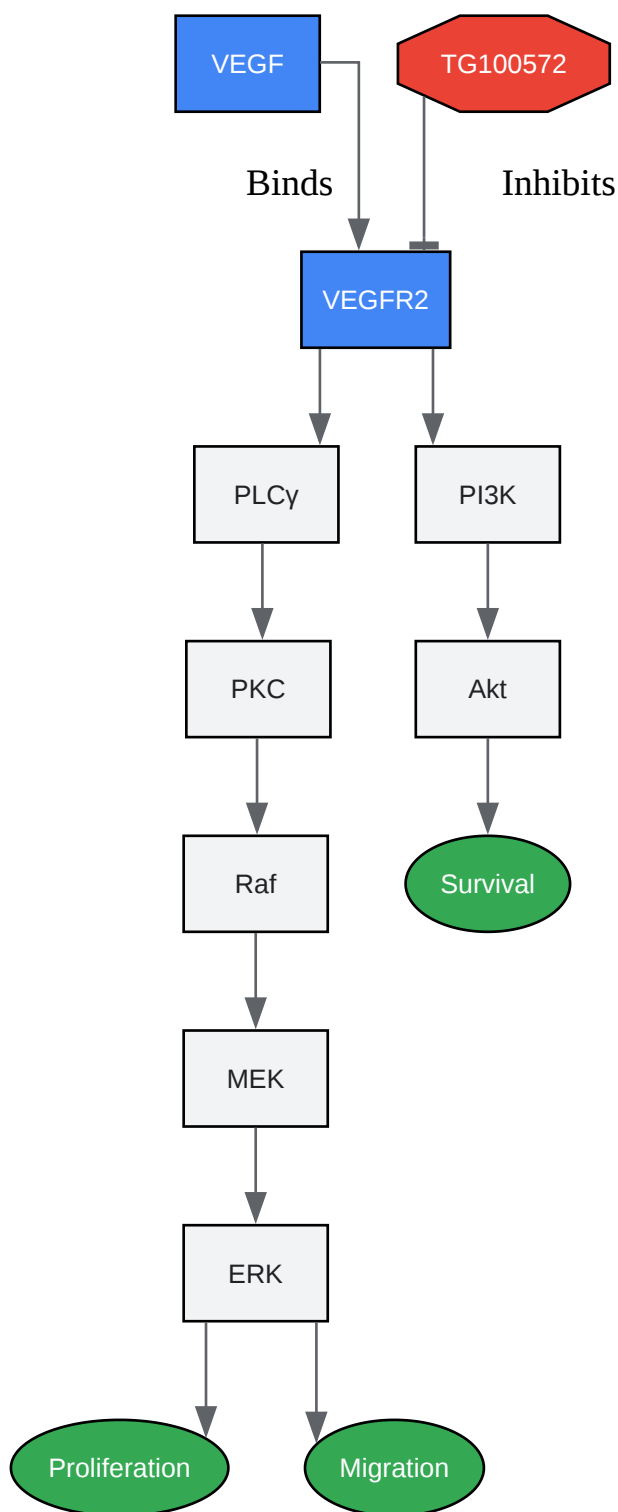 VEGF
TG100572
Binds
Inhibits
VEGFR2
PLCγ
PI3K
PKC
Akt
Raf
Survival
MEK
ERK
Proliferation
Migration